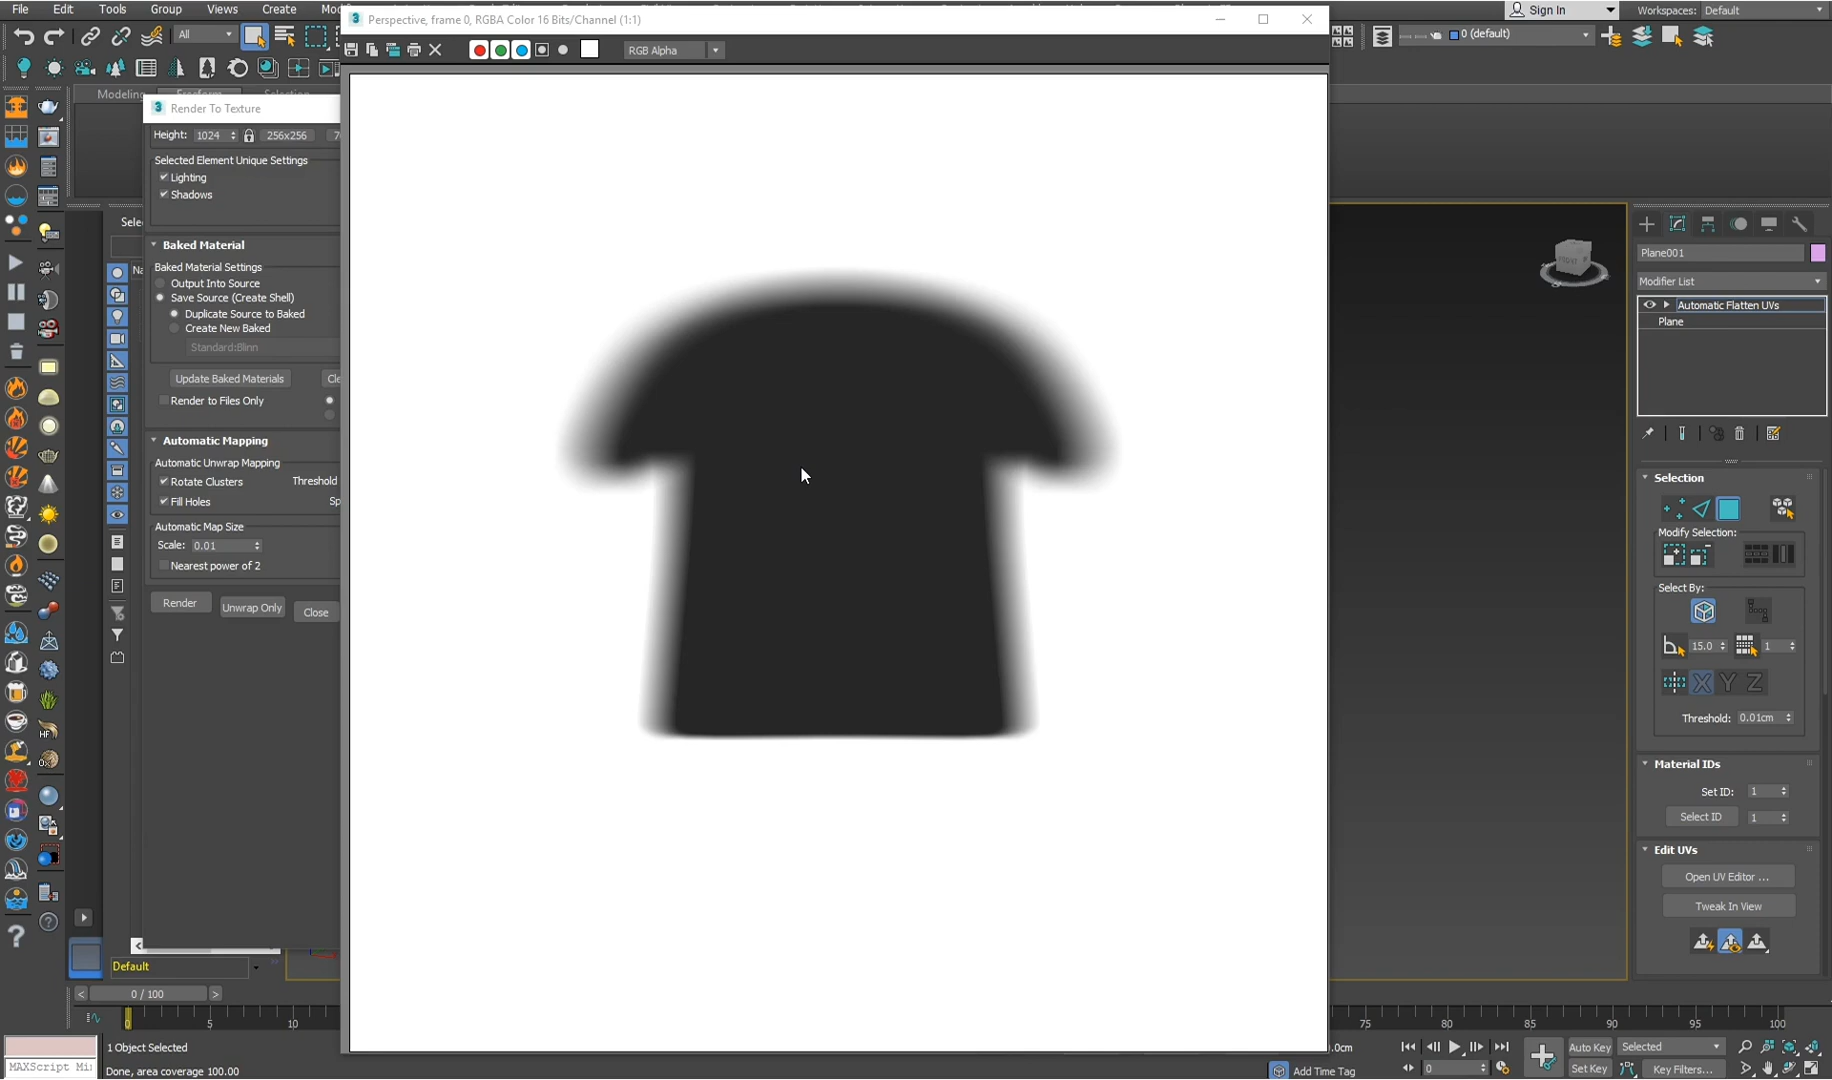 File Edit Tools Group Views Create
Perspective, frame 0, RGBA Color 16 Bits/Channel (1:1)
Sign In
Workspaces: Default
All
RGB Alpha
0 (default)
Modeling
Render To Texture
Height: 1024
256x256
Selected Element Unique Settings
Lighting
Shadows
Baked Material
Baked Material Settings
Output Into Source
Save Source (Create Shell)
Duplicate Source to Baked
Create New Baked
Standard:Blinn
Update Baked Materials
Render to Files Only
Automatic Mapping
Automatic Unwrap Mapping
Rotate Clusters
Threshold
Fill Holes
Sp
Automatic Map Size
Scale: 0.01
Nearest power of 2
Render
Unwrap Only
Close
Default
0 / 100
0 5 10
75 80 85 90 95 100
1 Object Selected
MAXScript Mi
Done, area coverage 100.00
Plane001
Modifier List
Automatic Flatten UVs
Plane
Selection
Modify Selection:
Select By:
15.0
1
X Y Z
Threshold: 0.01cm
Material IDs
Set ID: 1
Select ID
1
Edit UVs
Open UV Editor ...
Tweak In View
.0cm
Add Time Tag
0
Auto Key
Selected
Set Key
Key Filters...